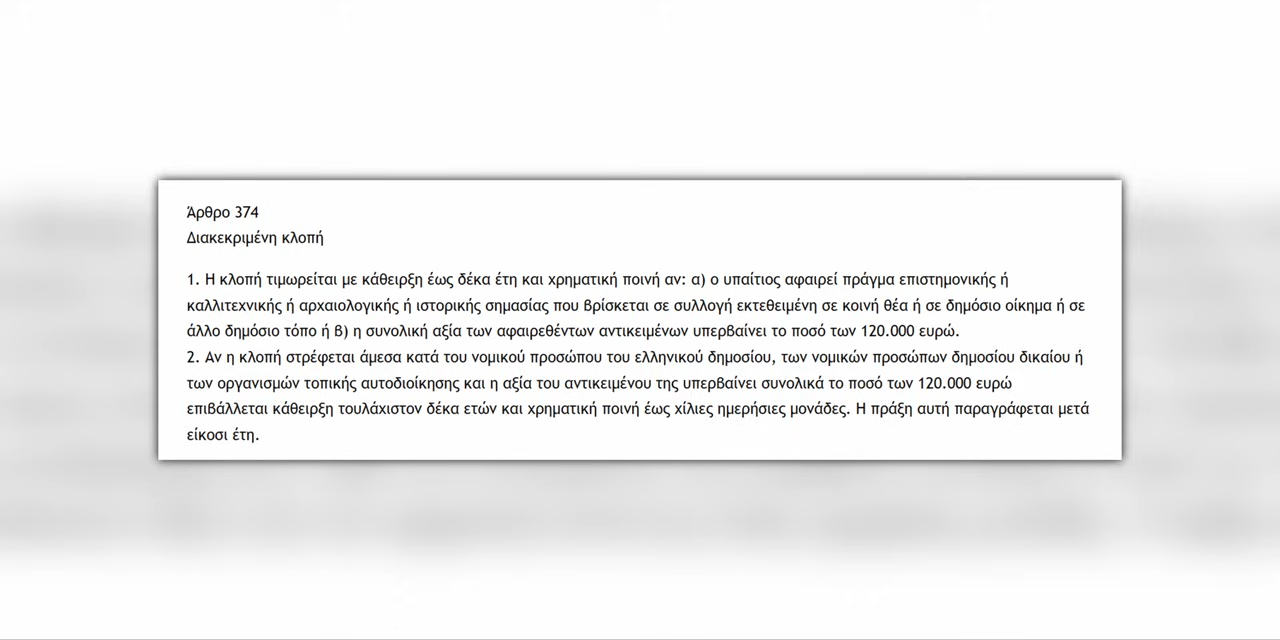 Άρθρο 374
Διακεκριμένη κλοπή
1. Η κλοπή τιμωρείται με κάθειρξη έως δέκα έτη και χρηματική ποινή αν: α) ο υπαίτιος αφαιρεί πράγμα επιστημονικής ή
καλλιτεχνικής ή αρχαιολογικής ή ιστορικής σημασίας που βρίσκεται σε συλλογή εκτεθειμένη σε κοινή θέα ή σε δημόσιο οίκημα ή σε
άλλο δημόσιο τόπο ή β) η συνολική αξία των αφαιρεθέντων αντικειμένων υπερβαίνει το ποσό των 120.000 ευρώ.
2. Αν η κλοπή στρέφεται άμεσα κατά του νομικού προσώπου του ελληνικού δημοσίου, των νομικών προσώπων δημοσίου δικαίου ή
των οργανισμών τοπικής αυτοδιοίκησης και η αξία του αντικειμένου της υπερβαίνει συνολικά το ποσό των 120.000 ευρώ
επιβάλλεται κάθειρξη τουλάχιστον δέκα ετών και χρηματική ποινή έως χίλιες ημερήσιες μονάδες. Η πράξη αυτή παραγράφεται μετά
είκοσι έτη.